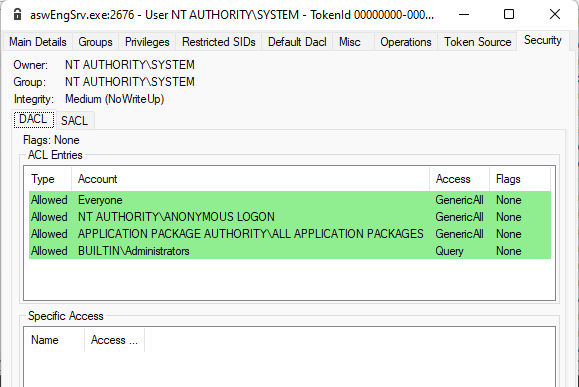 aswEngSrv.exe:2676 - User NT AUTHORITY\SYSTEM - TokenId 00000000-000...
Main Details Groups Privileges Restricted SIDs Default Dacl Misc Operations Token Source Security
Owner: NT AUTHORITY\SYSTEM
Group: NT AUTHORITY\SYSTEM
Integrity: Medium (NoWriteUp)
DACL SACL
Flags: None
ACL Entries
Type Account Access Flags
Allowed Everyone GenericAll None
Allowed NT AUTHORITY\ANONYMOUS LOGON GenericAll None
Allowed APPLICATION PACKAGE AUTHORITY\ALL APPLICATION PACKAGES GenericAll None
Allowed BUILTIN\Administrators Query None
Specific Access
Name Access ...